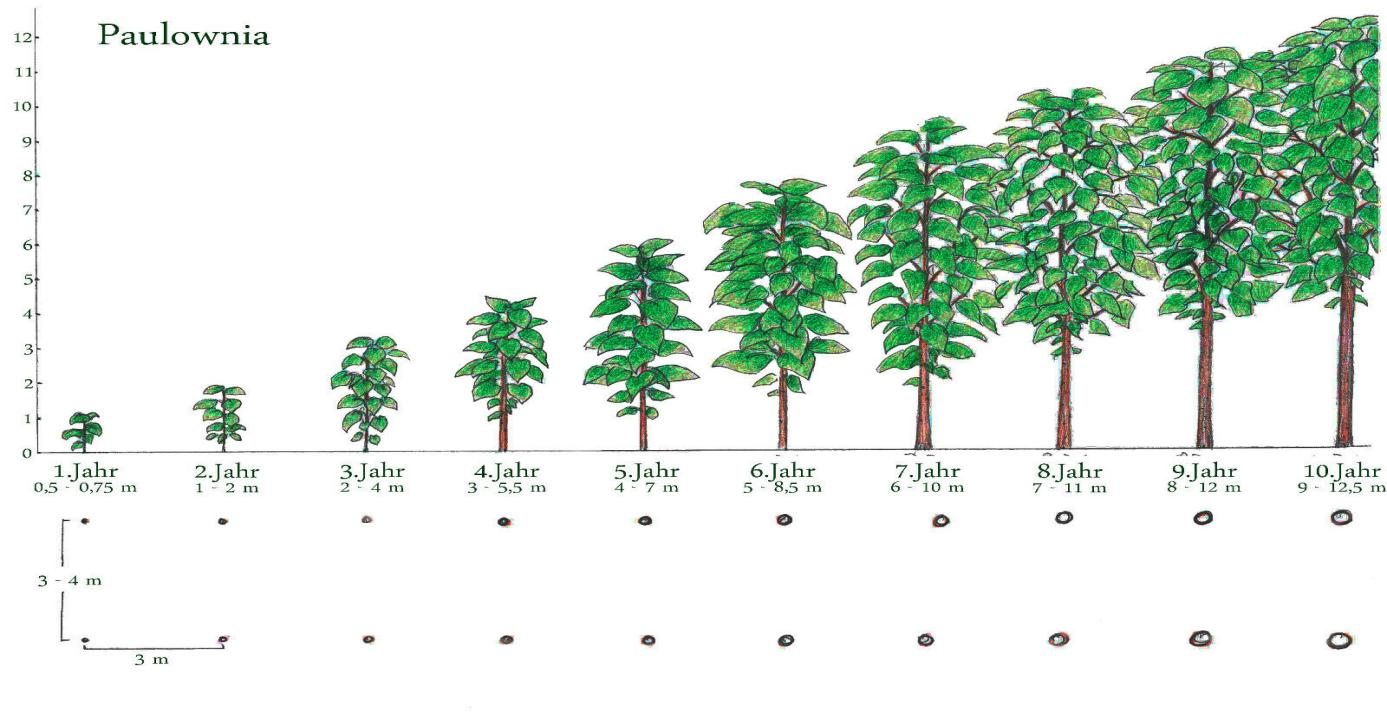 Paulownia
12
11
10
9
8
7
6
5
4
3
2
1
0
1.Jahr 2.Jahr 3.Jahr 4.Jahr 5.Jahr 6.Jahr 7.Jahr 8.Jahr 9.Jahr 10.Jahr
0,5 - 0,75 m 1 - 2 m 2 - 4 m 3 - 5,5 m 4 - 7 m 5 - 8,5 m 6 - 10 m 7 - 11 m 8 - 12 m 9 - 12,5 m
3 - 4 m
3 m